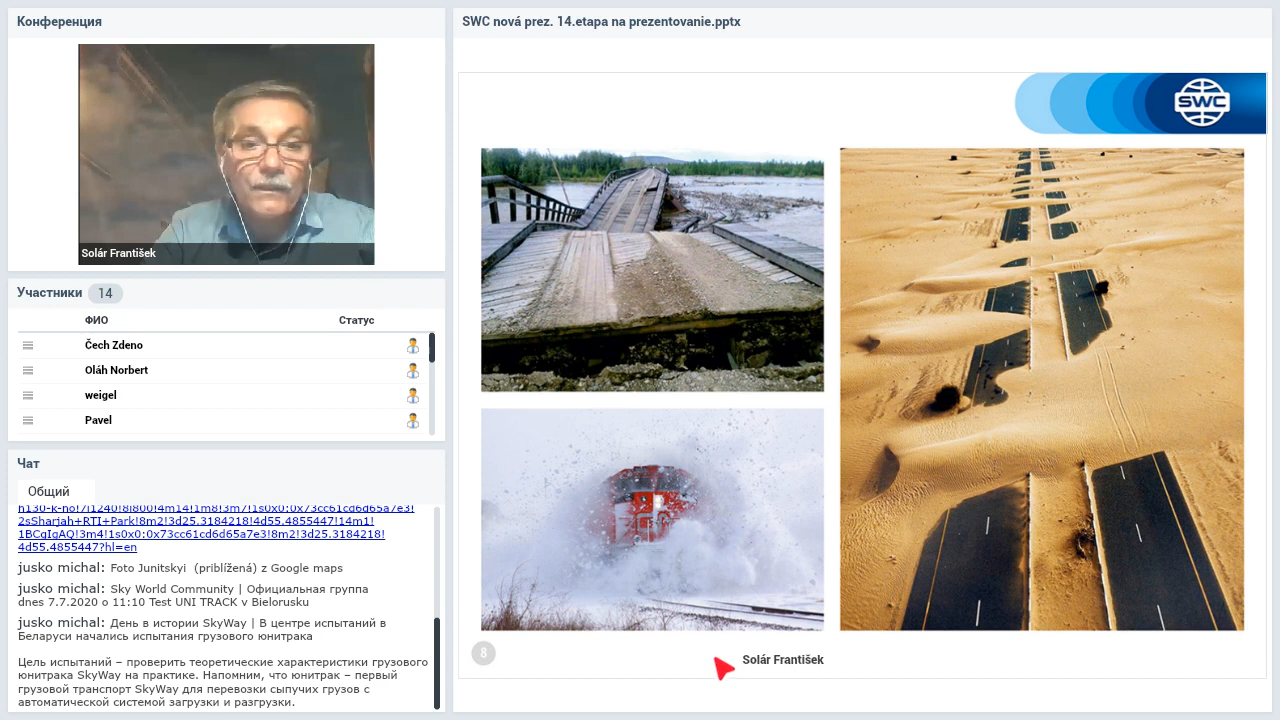 Конференция
Solár František
Участники 14
ФИО Статус
Čech Zdeno
Oláh Norbert
weigel
Pavel
Чат
Общий
2sSharjah+RTI+Park!8m2!3d25.3184218!4d55.4855447!14m1!
1BCgIgAQ!3m4!1s0x0:0x73cc61cd6d65a7e3!8m2!3d25.3184218!
4d55.4855447?hl=en
jusko michal: Foto Junitskyi (priblížená) z Google maps
jusko michal: Sky World Community | Официальная группа
dnes 7.7.2020 o 11:10 Test UNI TRACK v Bielorusku
jusko michal: День в истории SkyWay | В центре испытаний в
Беларуси начались испытания грузового юнитрака
Цель испытаний – проверить теоретические характеристики грузового
юнитрака SkyWay на практике. Напомним, что юнитрак – первый
грузовой транспорт SkyWay для перевозки сыпучих грузов с
автоматической системой загрузки и разгрузки.
SWC nová prez. 14.etapa na prezentovanie.pptx
SWC
8
Solár František